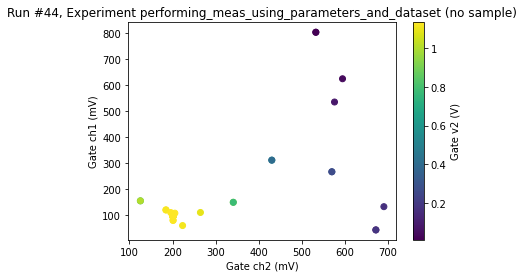 Run #44, Experiment performing_meas_using_parameters_and_dataset (no sample)
800
700
600
500
400
300
200
100
Gate ch1 (mV)
100 200 300 400 500 600 700
Gate ch2 (mV)
1
0.8
0.6
0.4
0.2
Gate v2 (V)